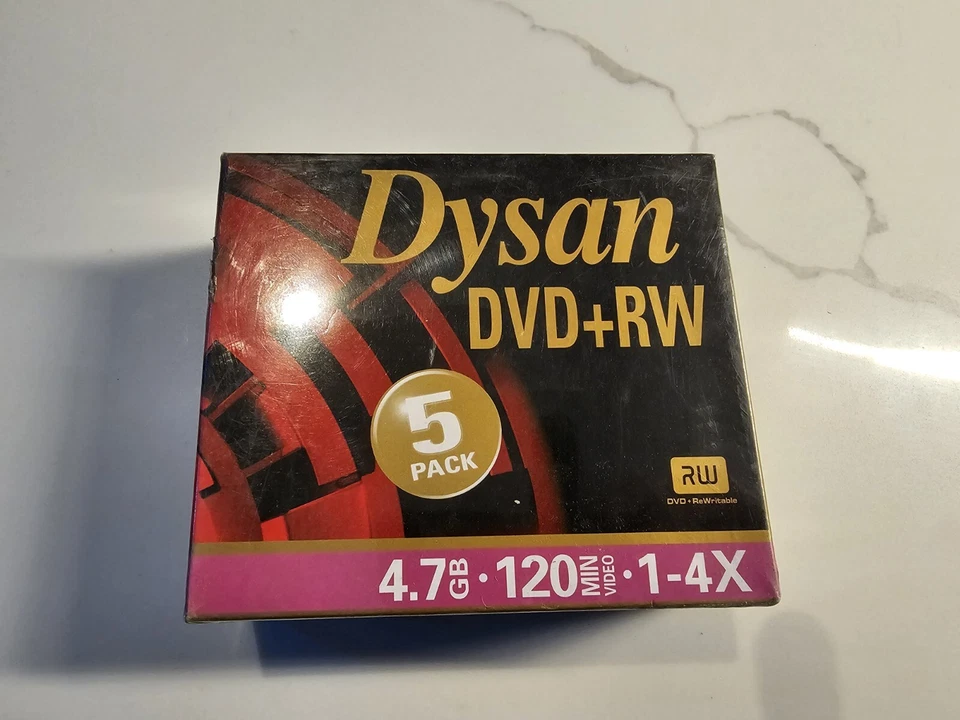 Dysan
DVD+RW
5
PACK
RW
DVD+ReWritable
4.7GB · 120MIN VIDEO · 1-4X